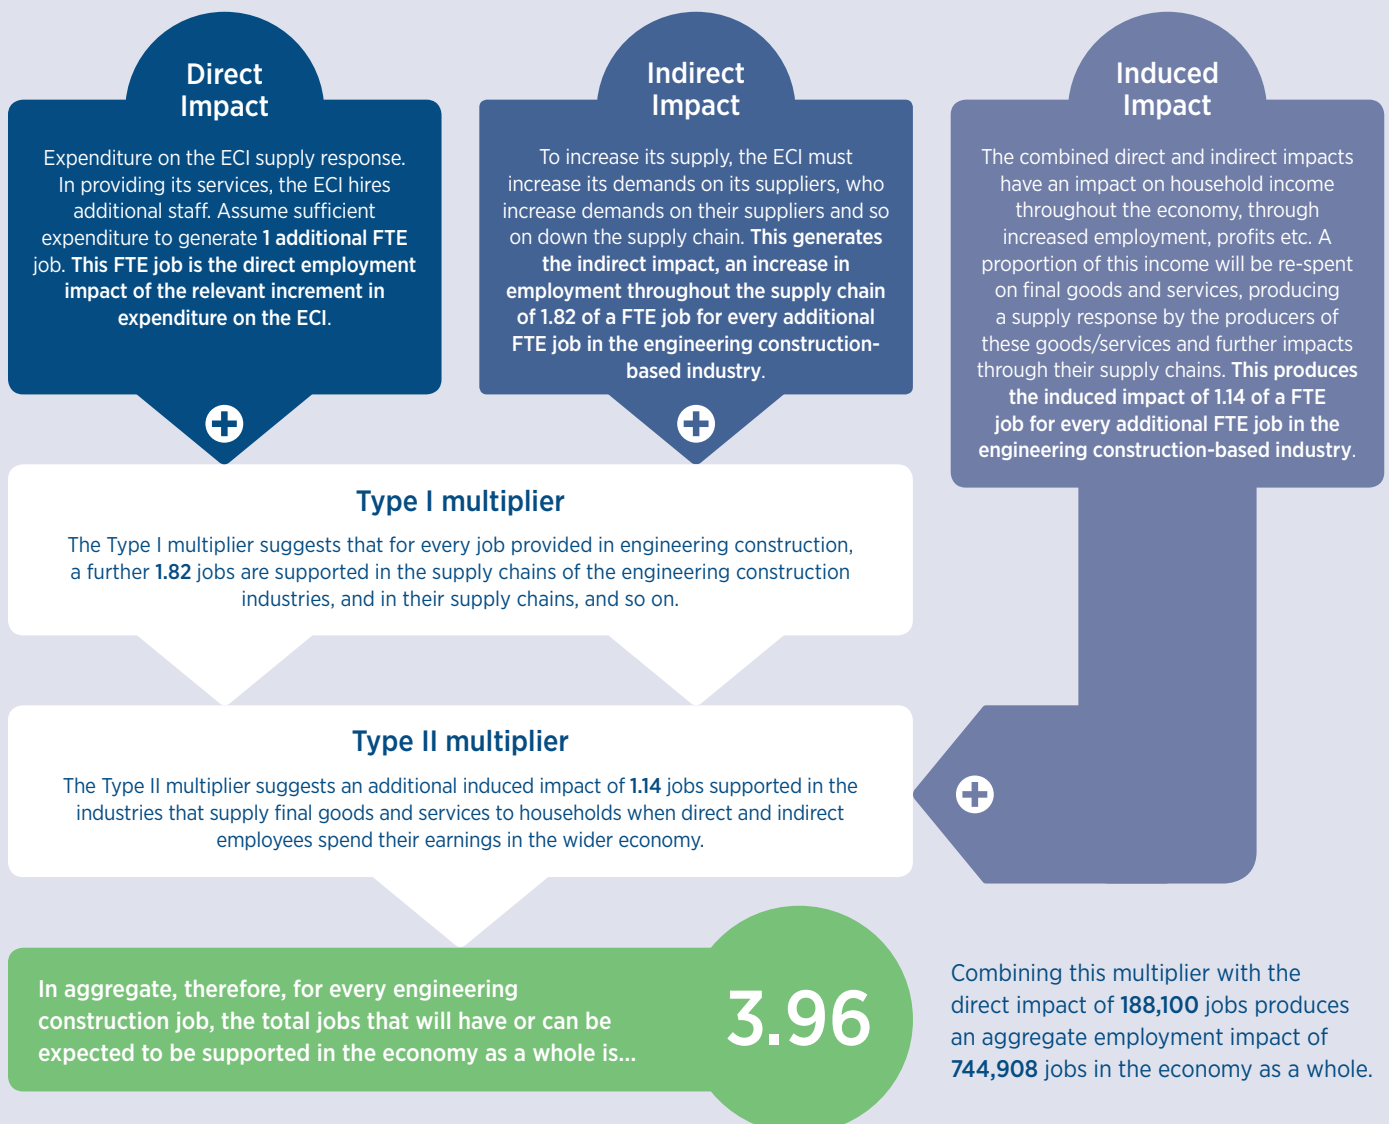 Direct
Impact
Expenditure on the ECI supply response.
In providing its services, the ECI hires
additional staff. Assume sufficient
expenditure to generate 1 additional FTE
job. This FTE job is the direct employment
impact of the relevant increment in
expenditure on the ECI.
Indirect
Impact
To increase its supply, the ECI must
increase its demands on its suppliers, who
increase demands on their suppliers and so
on down the supply chain. This generates
the indirect impact, an increase in
employment throughout the supply chain
of 1.82 of a FTE job for every additional
FTE job in the engineering construction-
based industry.
Induced
Impact
The combined direct and indirect impacts
have an impact on household income
throughout the economy, through
increased employment, profits etc. A
proportion of this income will be re-spent
on final goods and services, producing
a supply response by the producers of
these goods/services and further impacts
through their supply chains. This produces
the induced impact of 1.14 of a FTE
job for every additional FTE job in the
engineering construction-based industry.
Type I multiplier
The Type I multiplier suggests that for every job provided in engineering construction,
a further 1.82 jobs are supported in the supply chains of the engineering construction
industries, and in their supply chains, and so on.
Type II multiplier
The Type II multiplier suggests an additional induced impact of 1.14 jobs supported in the
industries that supply final goods and services to households when direct and indirect
employees spend their earnings in the wider economy.
In aggregate, therefore, for every engineering
construction job, the total jobs that will have or can be
expected to be supported in the economy as a whole is...
3.96
Combining this multiplier with the
direct impact of 188,100 jobs produces
an aggregate employment impact of
744,908 jobs in the economy as a whole.